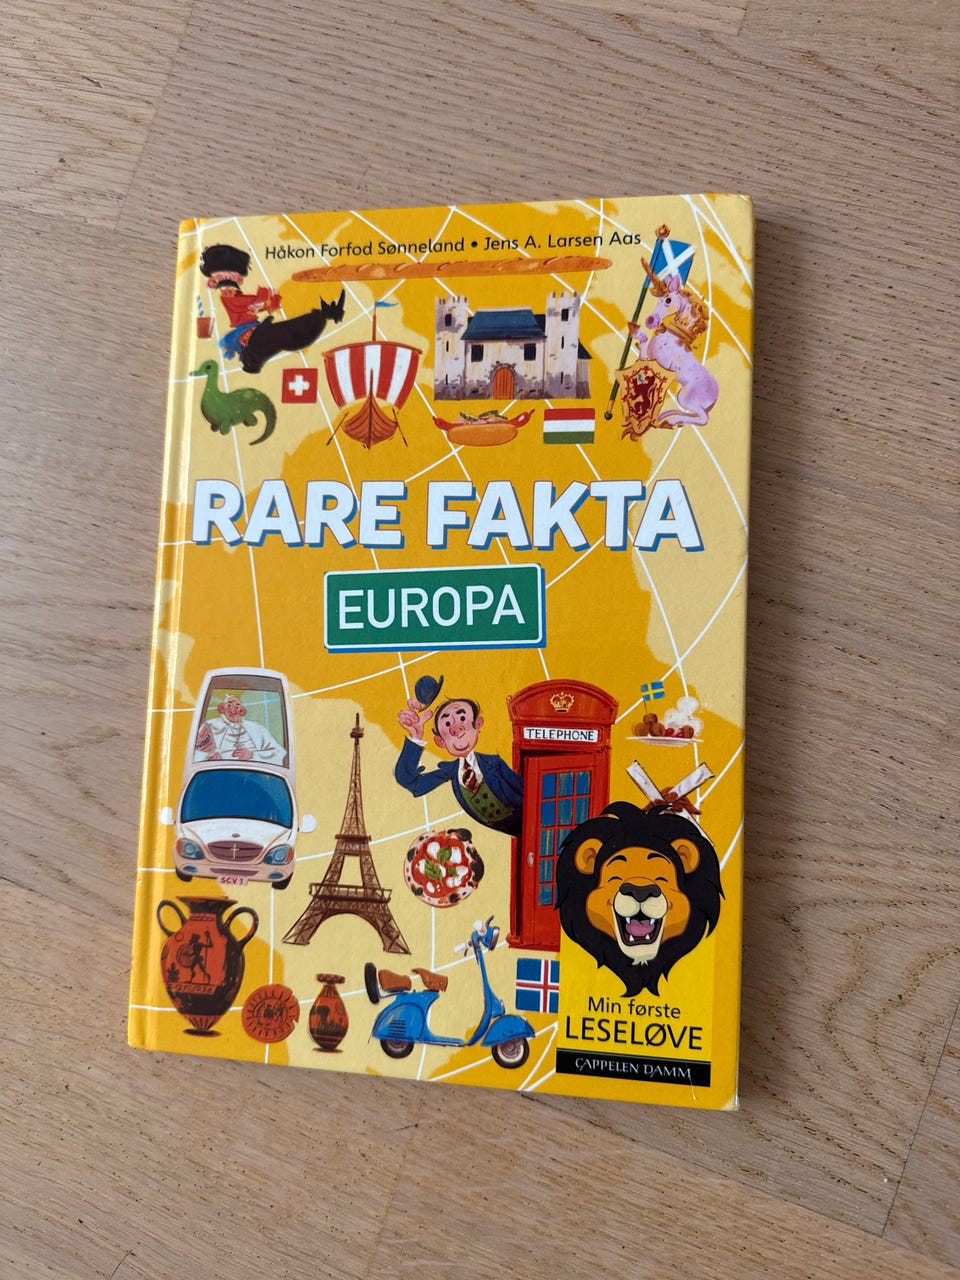 Håkon Forfod Sønneland • Jens A. Larsen Aas
RARE FAKTA
EUROPA
TELEPHONE
SCV 1
Min første
LESELØVE
CAPPELEN DAMM